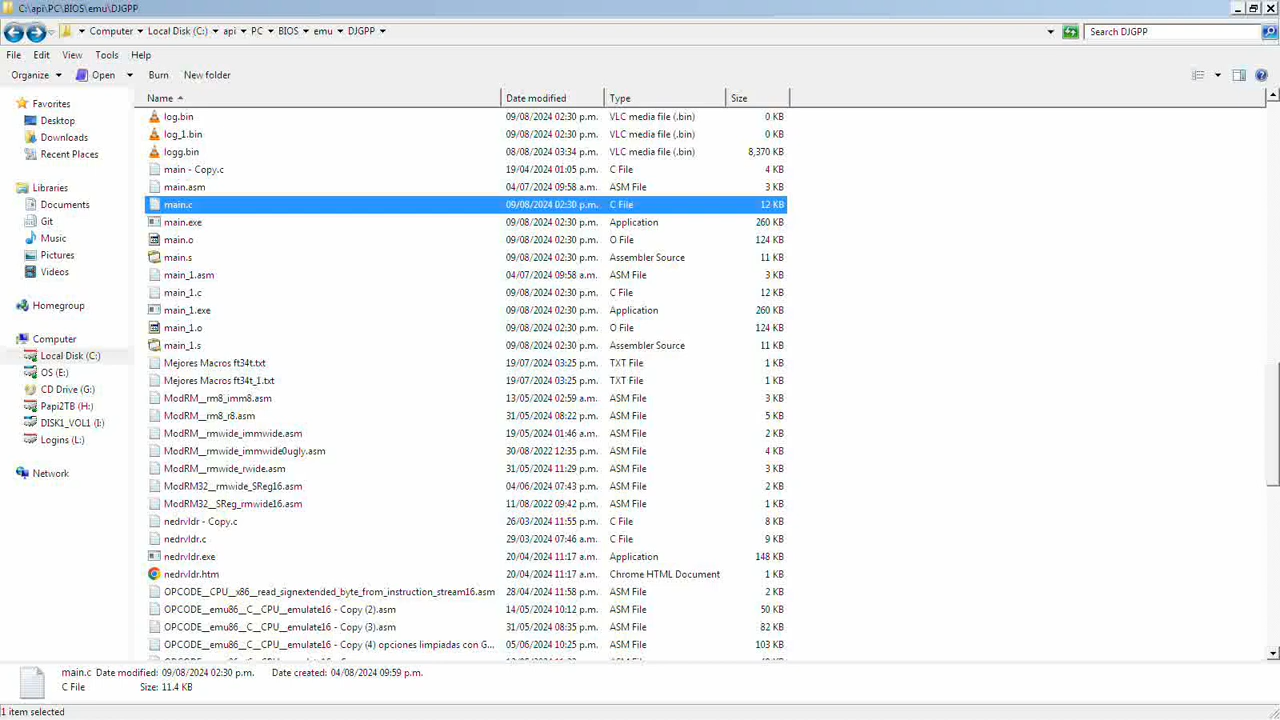 C:\api\PC\BIOS\emu\DJGPP
Computer Local Disk (C:) api PC BIOS emu DJGPP Search DJGPP
File Edit View Tools Help
Organize Open Burn New folder
Name Date modified Type Size
Favorites
Desktop
Downloads
Recent Places
Libraries
Documents
Git
Music
Pictures
Videos
Homegroup
Computer
Local Disk (C:)
OS (E:)
CD Drive (G:)
Papi2TB (H:)
DISK1_VOL1 (I:)
Logins (L:)
Network
log.bin 09/08/2024 02:30 p.m. VLC media file (.bin) 0 KB
log_1.bin 09/08/2024 02:30 p.m. VLC media file (.bin) 0 KB
logg.bin 08/08/2024 03:34 p.m. VLC media file (.bin) 8,370 KB
main - Copy.c 19/04/2024 01:05 p.m. C File 4 KB
main.asm 04/07/2024 09:58 a.m. ASM File 3 KB
main.c 09/08/2024 02:30 p.m. C File 12 KB
main.exe 09/08/2024 02:30 p.m. Application 260 KB
main.o 09/08/2024 02:30 p.m. O File 124 KB
main.s 09/08/2024 02:30 p.m. Assembler Source 11 KB
main_1.asm 04/07/2024 09:58 a.m. ASM File 3 KB
main_1.c 09/08/2024 02:30 p.m. C File 12 KB
main_1.exe 09/08/2024 02:30 p.m. Application 260 KB
main_1.o 09/08/2024 02:30 p.m. O File 124 KB
main_1.s 09/08/2024 02:30 p.m. Assembler Source 11 KB
Mejores Macros ft34t.txt 19/07/2024 03:25 p.m. TXT File 1 KB
Mejores Macros ft34t_1.txt 19/07/2024 03:25 p.m. TXT File 1 KB
ModRM__rm8_imm8.asm 13/05/2024 02:59 a.m. ASM File 3 KB
ModRM__rm8_r8.asm 31/05/2024 08:22 p.m. ASM File 5 KB
ModRM__rmwide_immwide.asm 19/05/2024 01:46 a.m. ASM File 2 KB
ModRM__rmwide_immwide0ugly.asm 30/08/2022 12:35 p.m. ASM File 4 KB
ModRM__rmwide_rwide.asm 31/05/2024 11:29 p.m. ASM File 3 KB
ModRM32__rmwide_SReg16.asm 04/06/2024 07:43 p.m. ASM File 2 KB
ModRM32__SReg_rmwide16.asm 11/08/2022 09:42 p.m. ASM File 1 KB
nedrvldr - Copy.c 26/03/2024 11:55 p.m. C File 8 KB
nedrvldr.c 29/03/2024 07:46 a.m. C File 9 KB
nedrvldr.exe 20/04/2024 11:17 a.m. Application 148 KB
nedrvldr.htm 20/04/2024 11:17 a.m. Chrome HTML Document 1 KB
OPCODE__CPU__x86__read_signextended_byte_from_instruction_stream16.asm 28/04/2024 11:58 p.m. ASM File 2 KB
OPCODE__emu86__C__CPU__emulate16 - Copy (2).asm 14/05/2024 10:12 p.m. ASM File 50 KB
OPCODE__emu86__C__CPU__emulate16 - Copy (3).asm 31/05/2024 08:35 p.m. ASM File 82 KB
OPCODE__emu86__C__CPU__emulate16 - Copy (4) opciones limpiadas con G... 05/06/2024 10:25 p.m. ASM File 103 KB
main.c Date modified: 09/08/2024 02:30 p.m. Date created: 04/08/2024 09:59 p.m.
C File Size: 11.4 KB
1 item selected